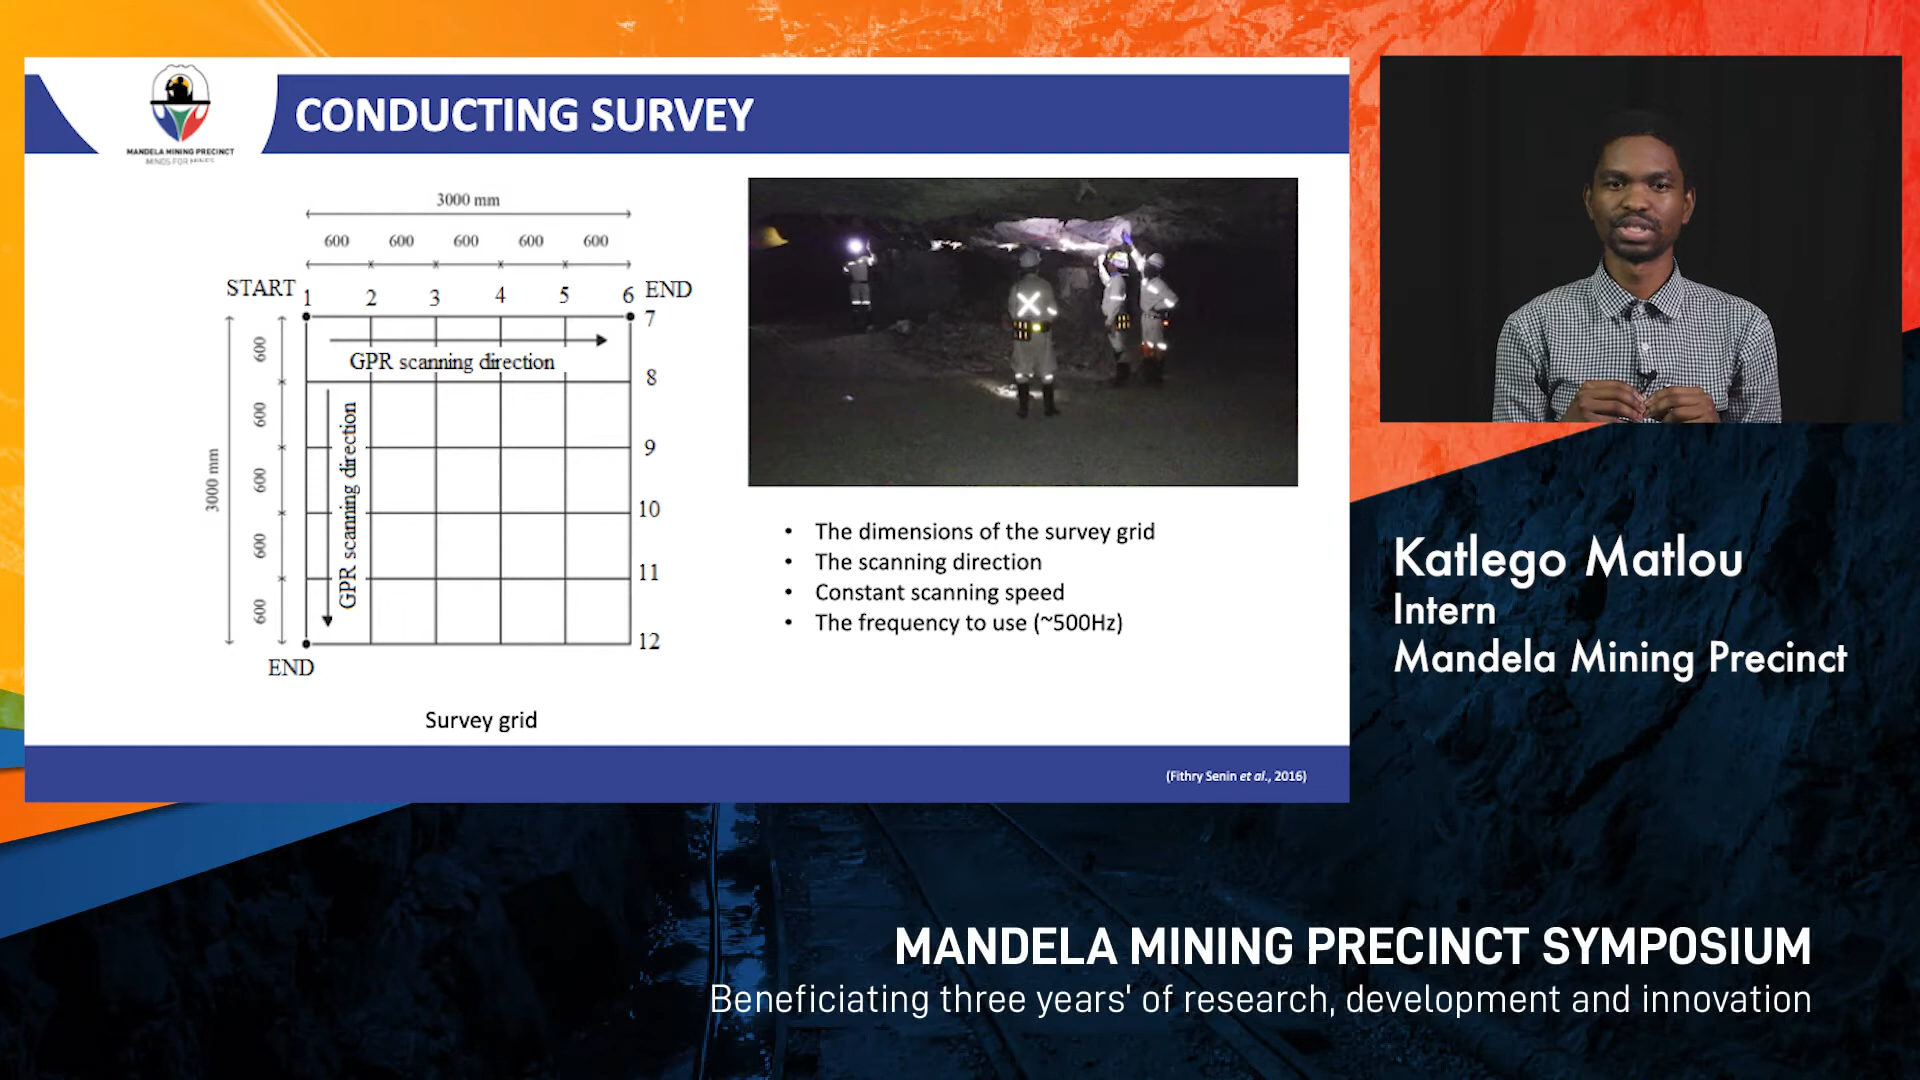 MANDELA MINING PRECINCT
MINDS FOR MINES
CONDUCTING SURVEY
3000 mm
600 600 600 600 600
START 1 2 3 4 5 6 END
7
GPR scanning direction
8
9
10
11
12
600
600
600
600
600
3000 mm
GPR scanning direction
END
Survey grid
• The dimensions of the survey grid
• The scanning direction
• Constant scanning speed
• The frequency to use (~500Hz)
(Fithry Senin et al., 2016)
Katlego Matlou
Intern
Mandela Mining Precinct
MANDELA MINING PRECINCT SYMPOSIUM
Beneficiating three years' of research, development and innovation